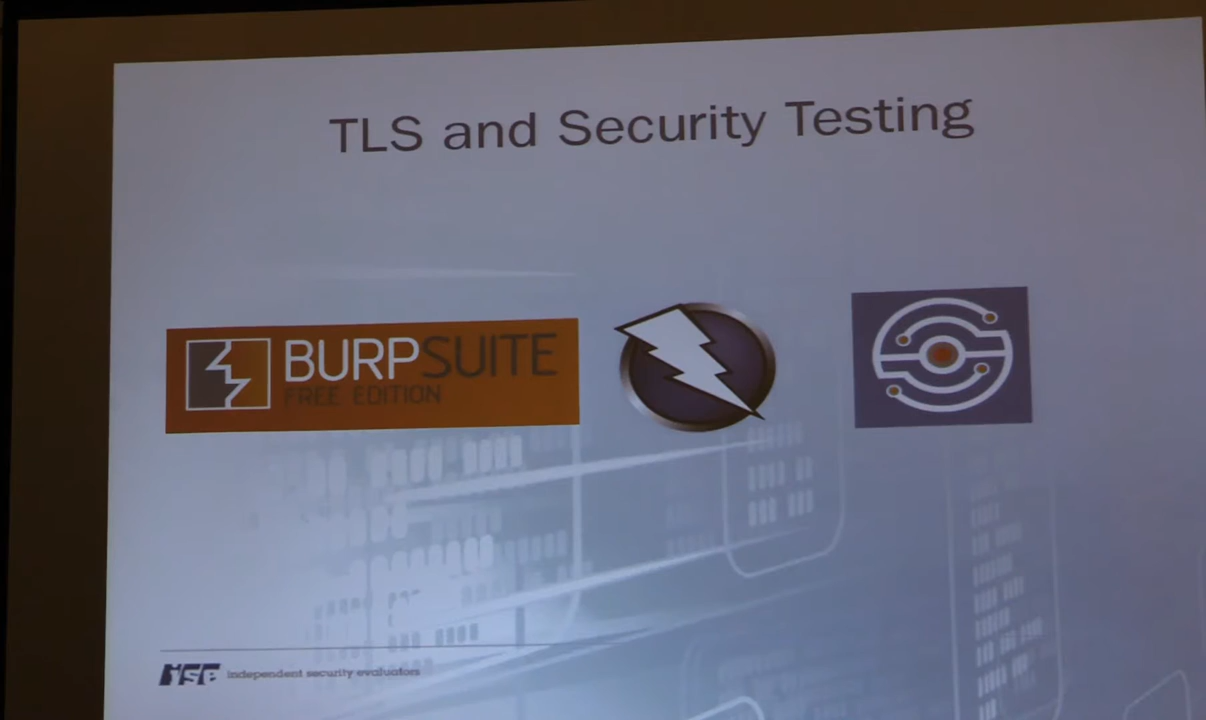 TLS and Security Testing
BURPSUITE
FREE EDITION
ise independent security evaluators